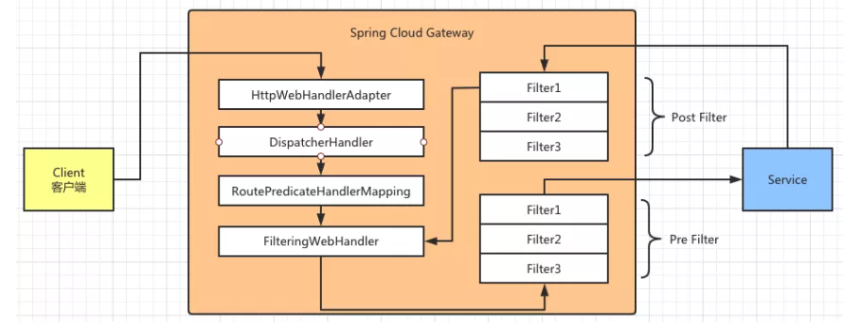 Spring Cloud Gateway
Client
客户端
HttpWebHandlerAdapter
DispatcherHandler
RoutePredicateHandlerMapping
FilteringWebHandler
Filter1
Filter2
Filter3
Post Filter
Filter1
Filter2
Filter3
Pre Filter
Service